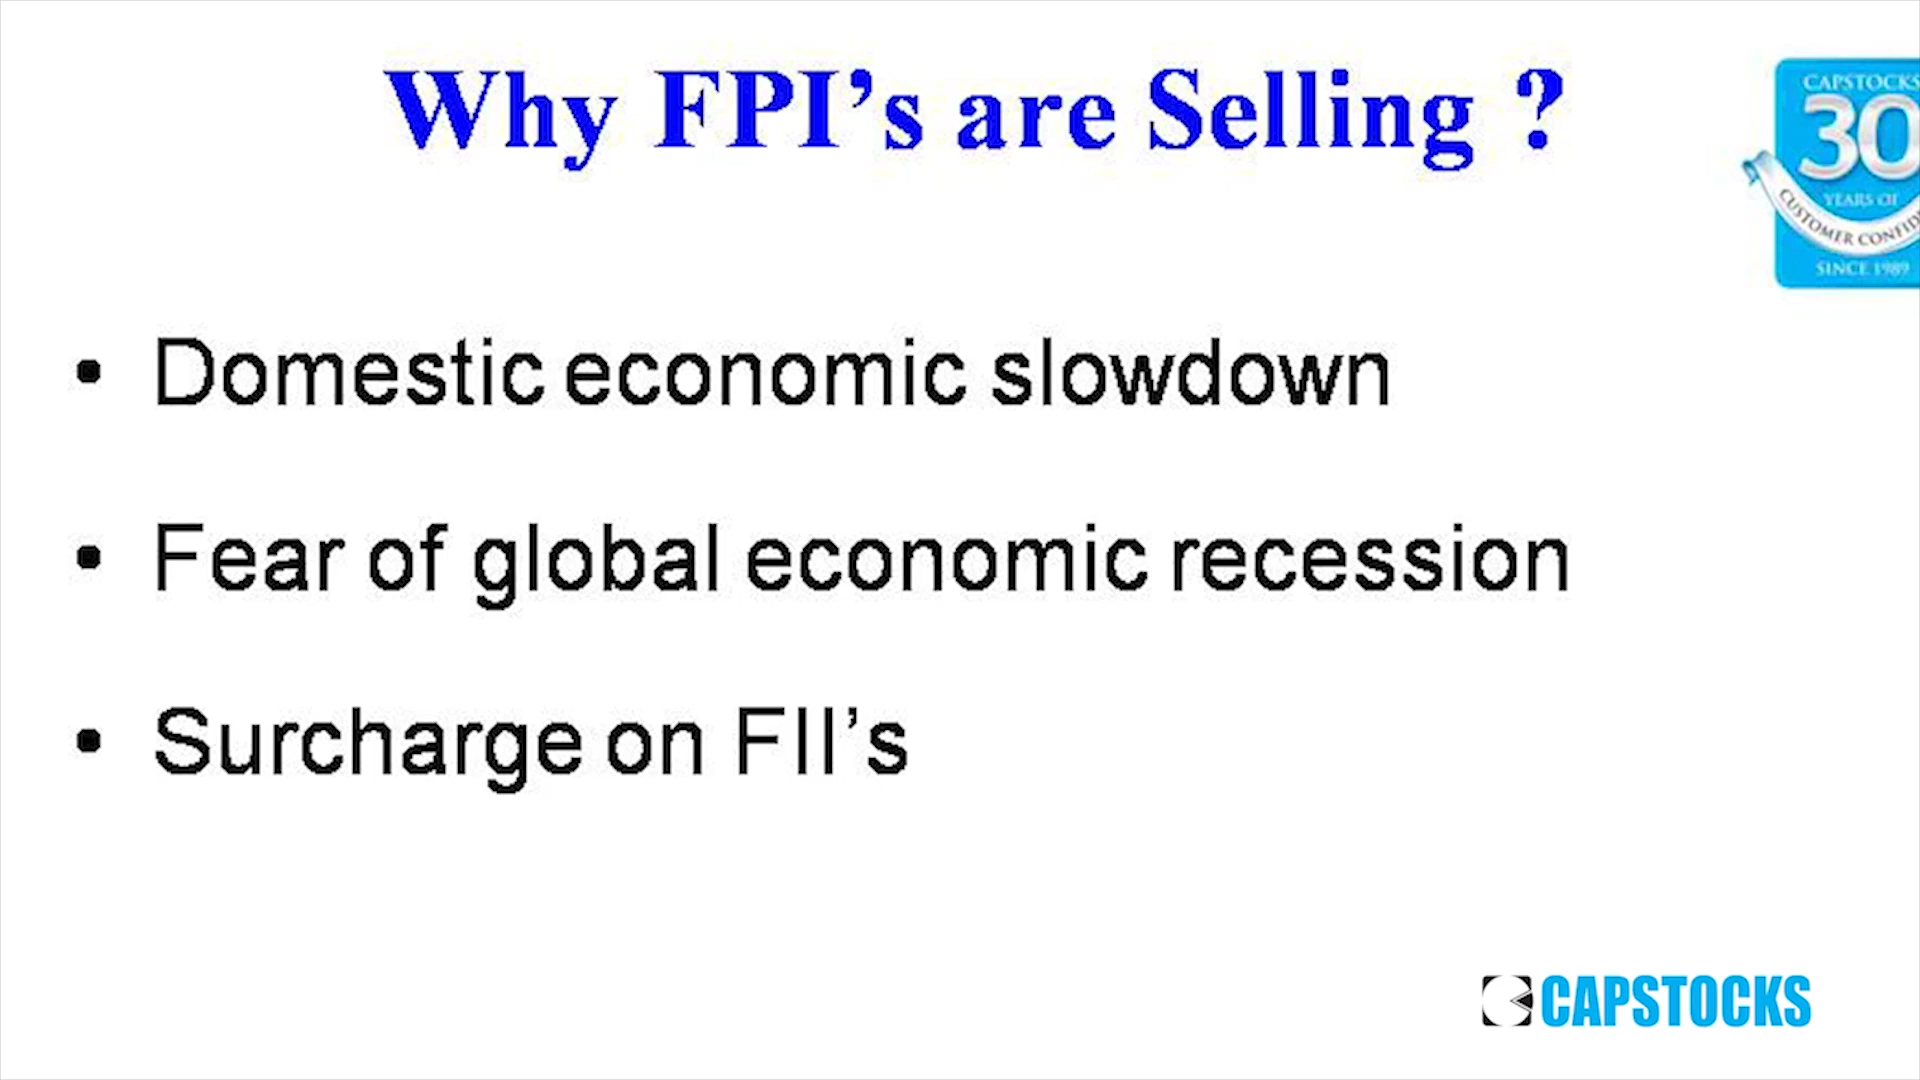 Why FPI’s are Selling ?
CAPSTOCKS
30
YEARS OF
CUSTOMER
SINCE 1989
• Domestic economic slowdown
• Fear of global economic recession
• Surcharge on FII’s
CAPSTOCKS